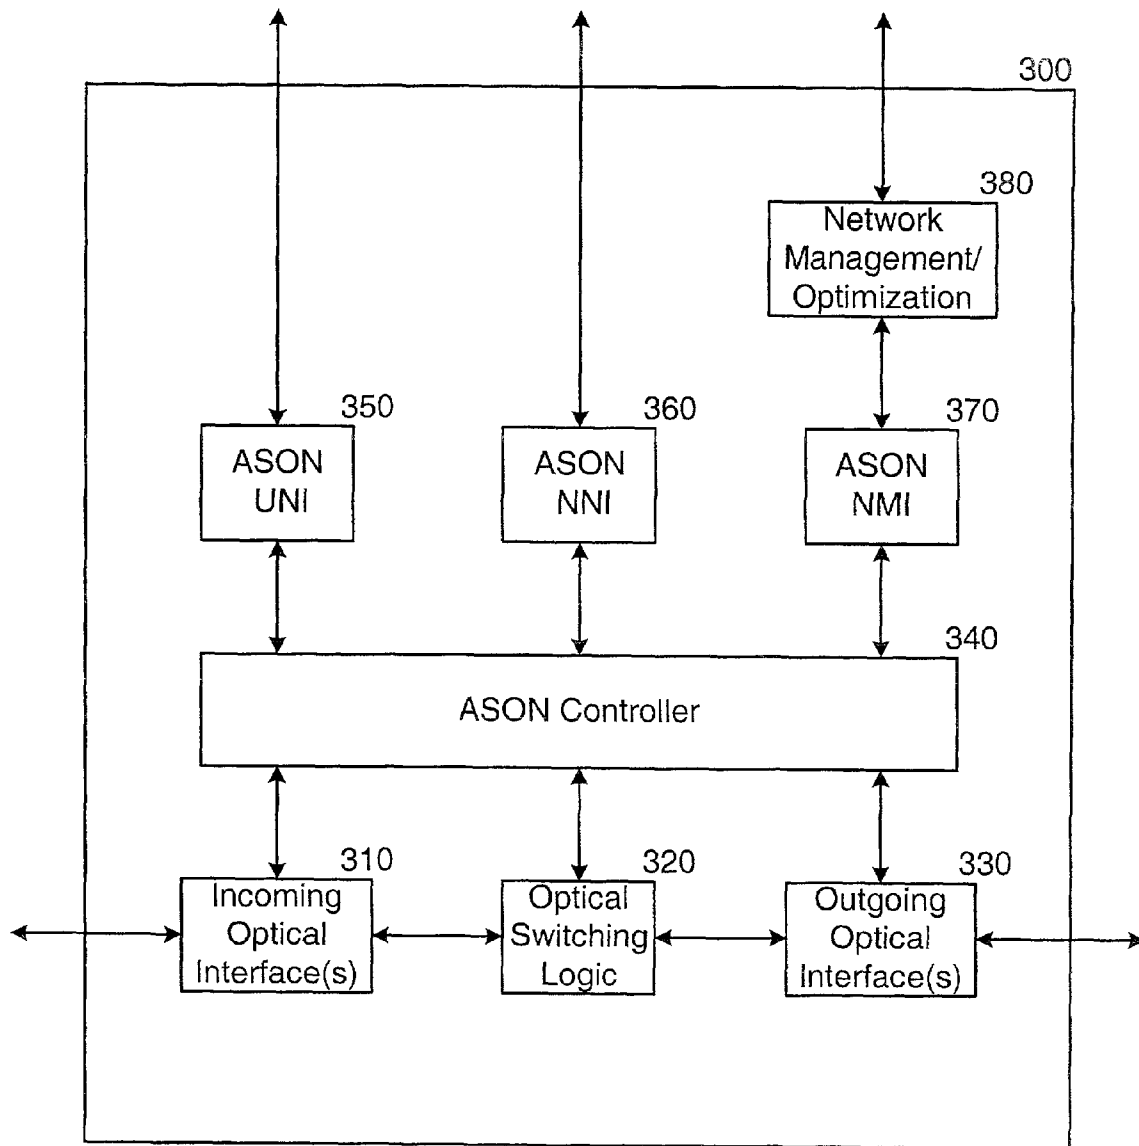 300
380
Network
Management/
Optimization
350
ASON
UNI
360
ASON
NNI
370
ASON
NMI
340
ASON Controller
310
Incoming
Optical
Interface(s)
320
Optical
Switching
Logic
330
Outgoing
Optical
Interface(s)